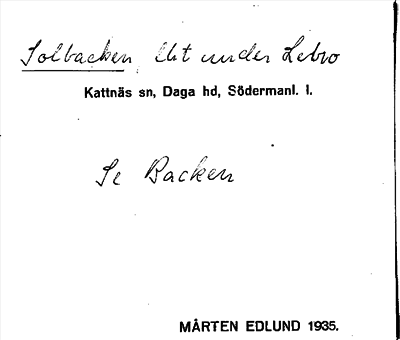 Solbacken, lht under Lebro
Kattnäs sn, Daga hd, Södermanl. l.
Se Backen
MÅRTEN EDLUND 1935.